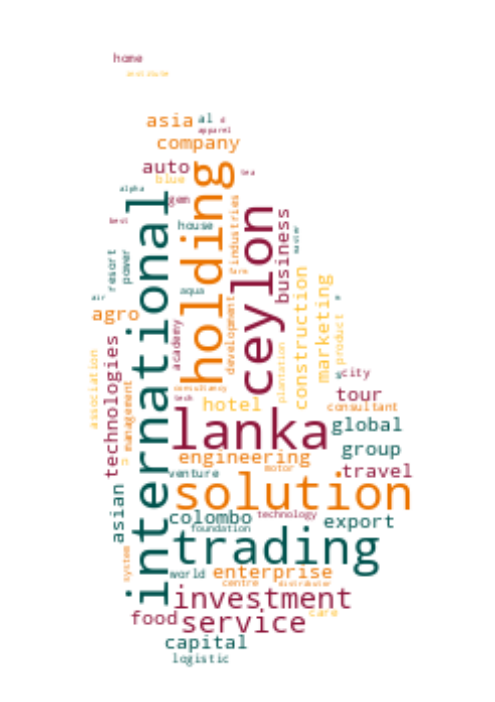 home
institute
asia al
apparel
company
auto
tea
blue
alpha
gem
holding
international
best
house
industries
ceylon
business
master
resort
power
farm
aqua
air
agro
development
construction
marketing
product
academy
technologies
association
management
plantation
city
consultancy
tech
tour
hotel
consultant
lanka
global
group
engineering
motor
travel
venture
solution
asian
colombo
technology
export
foundation
trading
system
world
enterprise
centre
distributor
investment
care
food
service
capital
logistic